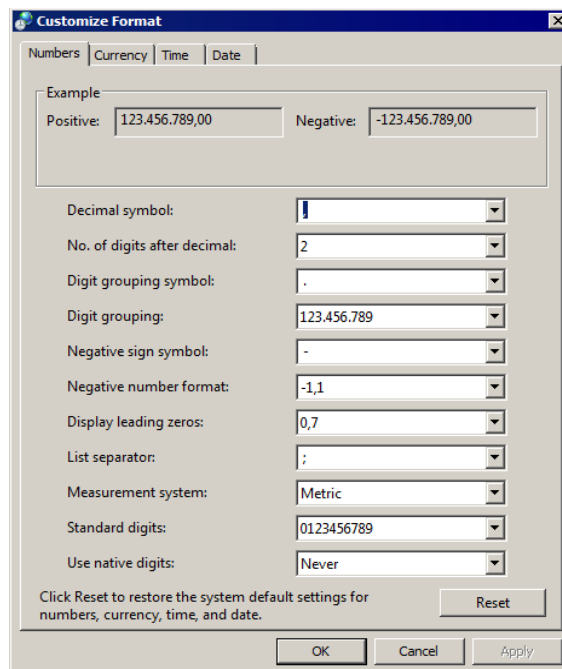 Customize Format
Numbers Currency Time Date
Example
Positive: 123.456.789,00 Negative: -123.456.789,00
Decimal symbol: ,
No. of digits after decimal: 2
Digit grouping symbol: .
Digit grouping: 123.456.789
Negative sign symbol: -
Negative number format: -1,1
Display leading zeros: 0,7
List separator: ;
Measurement system: Metric
Standard digits: 0123456789
Use native digits: Never
Click Reset to restore the system default settings for
numbers, currency, time, and date.
Reset
OK Cancel Apply